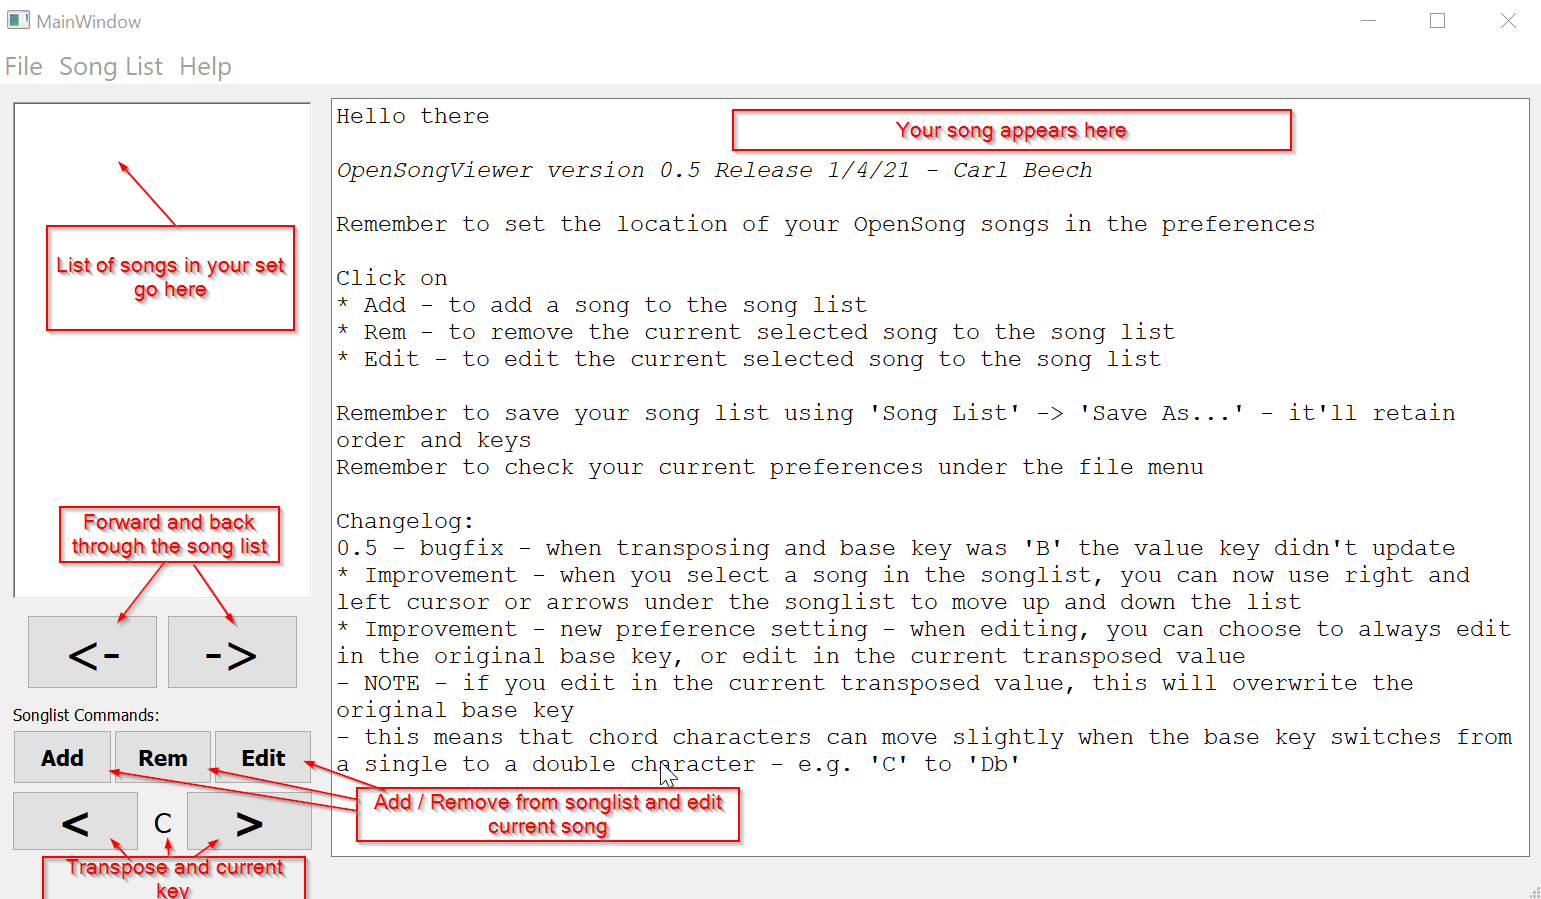 MainWindow
File Song List Help
Hello there
Your song appears here
OpenSongViewer version 0.5 Release 1/4/21 - Carl Beech
Remember to set the location of your OpenSong songs in the preferences
List of songs in your set
go here
Click on
* Add - to add a song to the song list
* Rem - to remove the current selected song to the song list
* Edit - to edit the current selected song to the song list
Remember to save your song list using 'Song List' -> 'Save As...' - it'll retain
order and keys
Remember to check your current preferences under the file menu
Changelog:
0.5 - bugfix - when transposing and base key was 'B' the value key didn't update
* Improvement - when you select a song in the songlist, you can now use right and
left cursor or arrows under the songlist to move up and down the list
* Improvement - new preference setting - when editing, you can choose to always edit
in the original base key, or edit in the current transposed value
- NOTE - if you edit in the current transposed value, this will overwrite the
original base key
- this means that chord characters can move slightly when the base key switches from
a single to a double character - e.g. 'C' to 'Db'
Forward and back
through the song list
<- ->
Songlist Commands:
Add Rem Edit
Add / Remove from songlist and edit
current song
< C >
Transpose and current
key